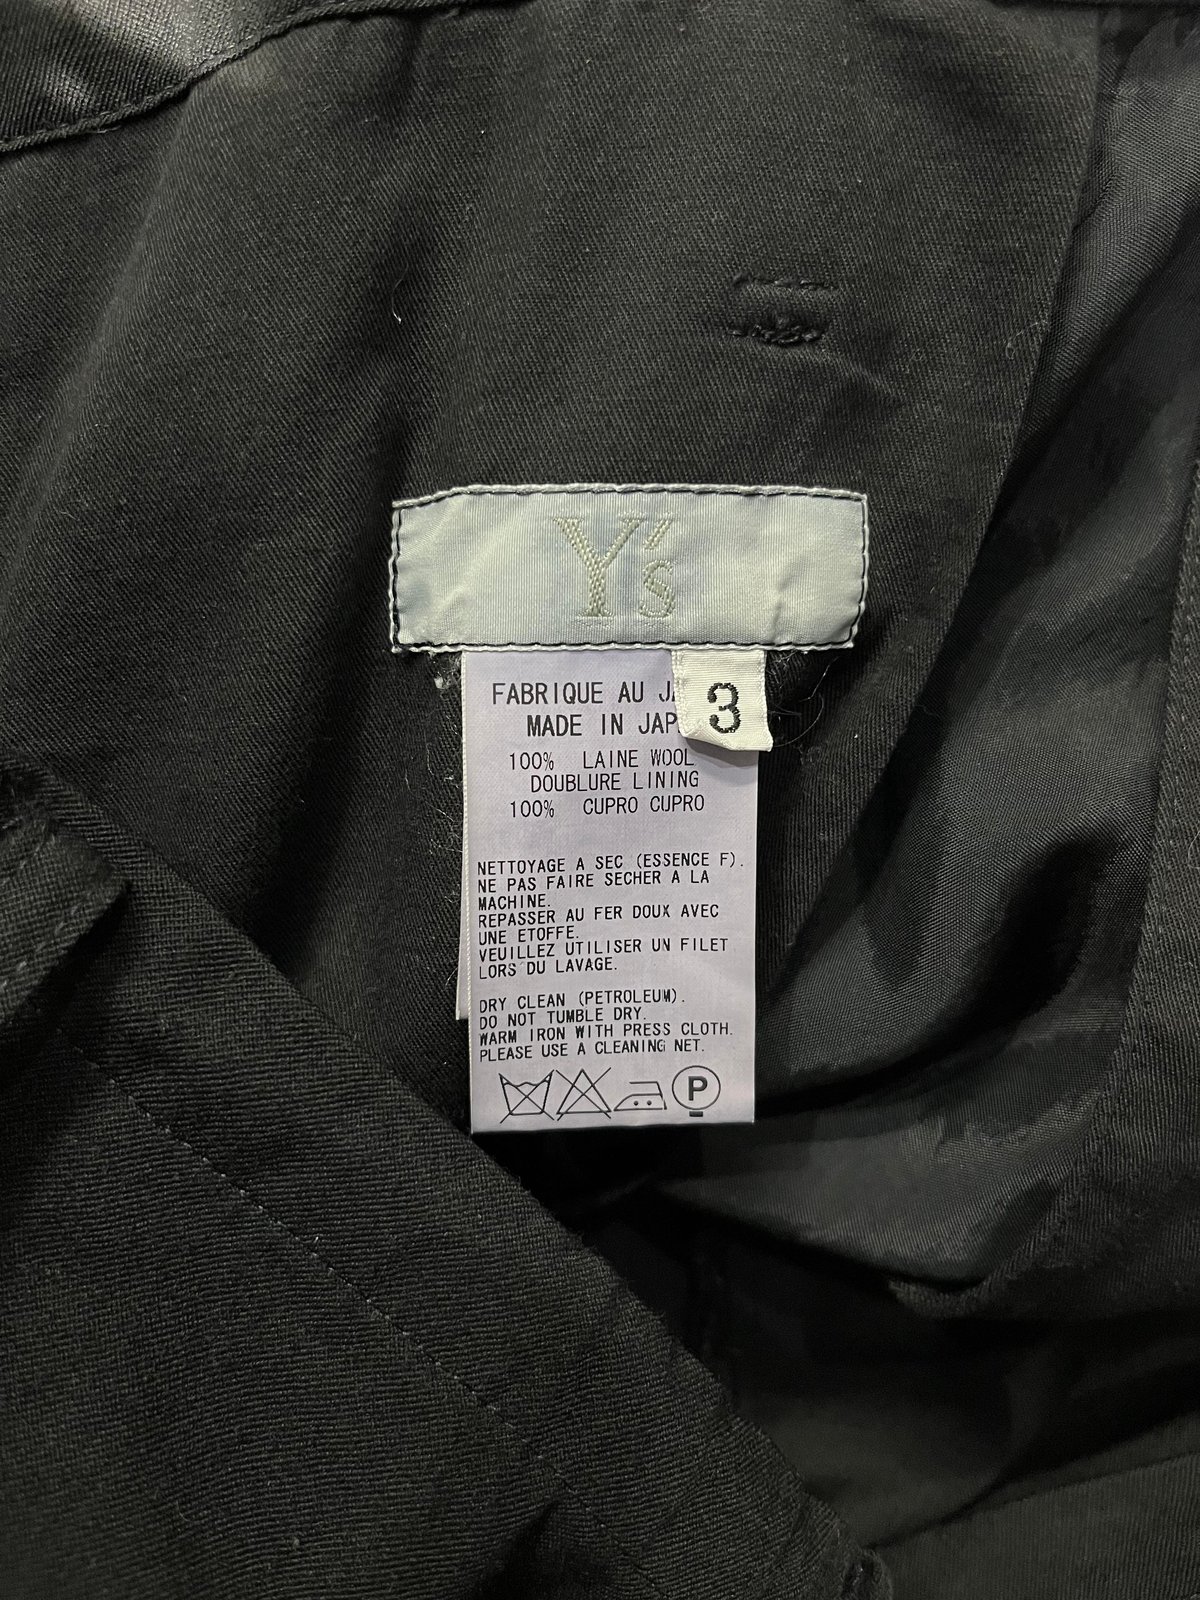 Y's
3
FABRIQUE AU
MADE IN
100% LAINE WOOL
DOUBLURE LINING
100% CUPRO CUPRO
NETTOYAGE A SEC (ESSENCE F).
NE PAS FAIRE SECHER A LA
MACHINE.
REPASSER AU FER DOUX AVEC
UNE ETOFFE.
VEUILLEZ UTILISER UN FILET
LORS DU LAVAGE.
DRY CLEAN (PETROLEUM).
DO NOT TUMBLE DRY.
WARM IRON WITH PRESS CLOTH.
PLEASE USE A CLEANING NET.
P